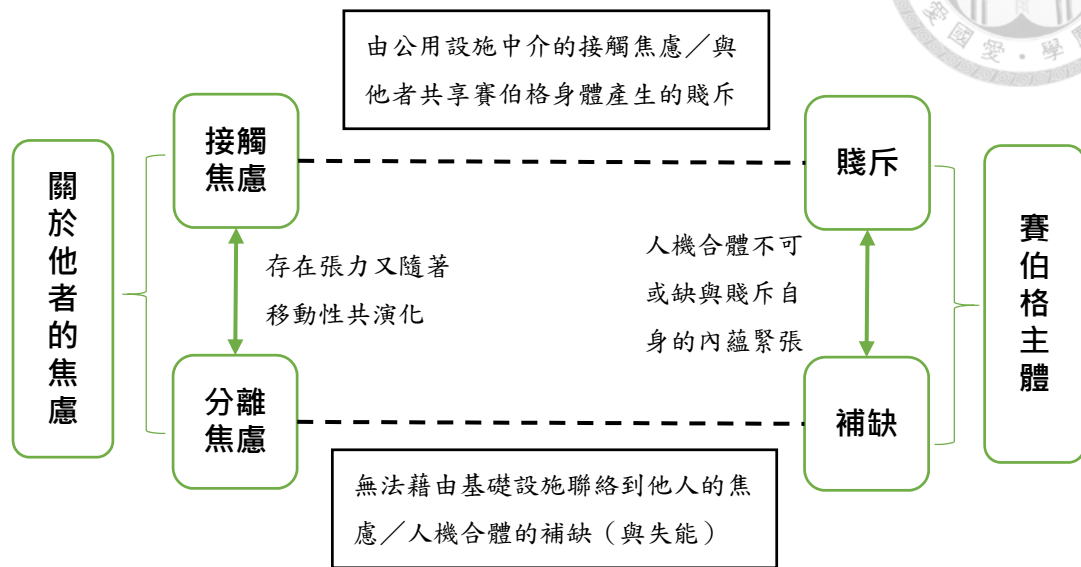 愛國愛・學
由公用設施中介的接觸焦慮／與
他者共享賽伯格身體產生的賤斥
關於他者的焦慮
接觸
焦慮
賤斥
賽伯格主體
存在張力又隨著
移動性共演化
人機合體不可
或缺與賤斥自
身的內蘊緊張
分離
焦慮
補缺
無法藉由基礎設施聯絡到他人的焦
慮／人機合體的補缺（與失能）